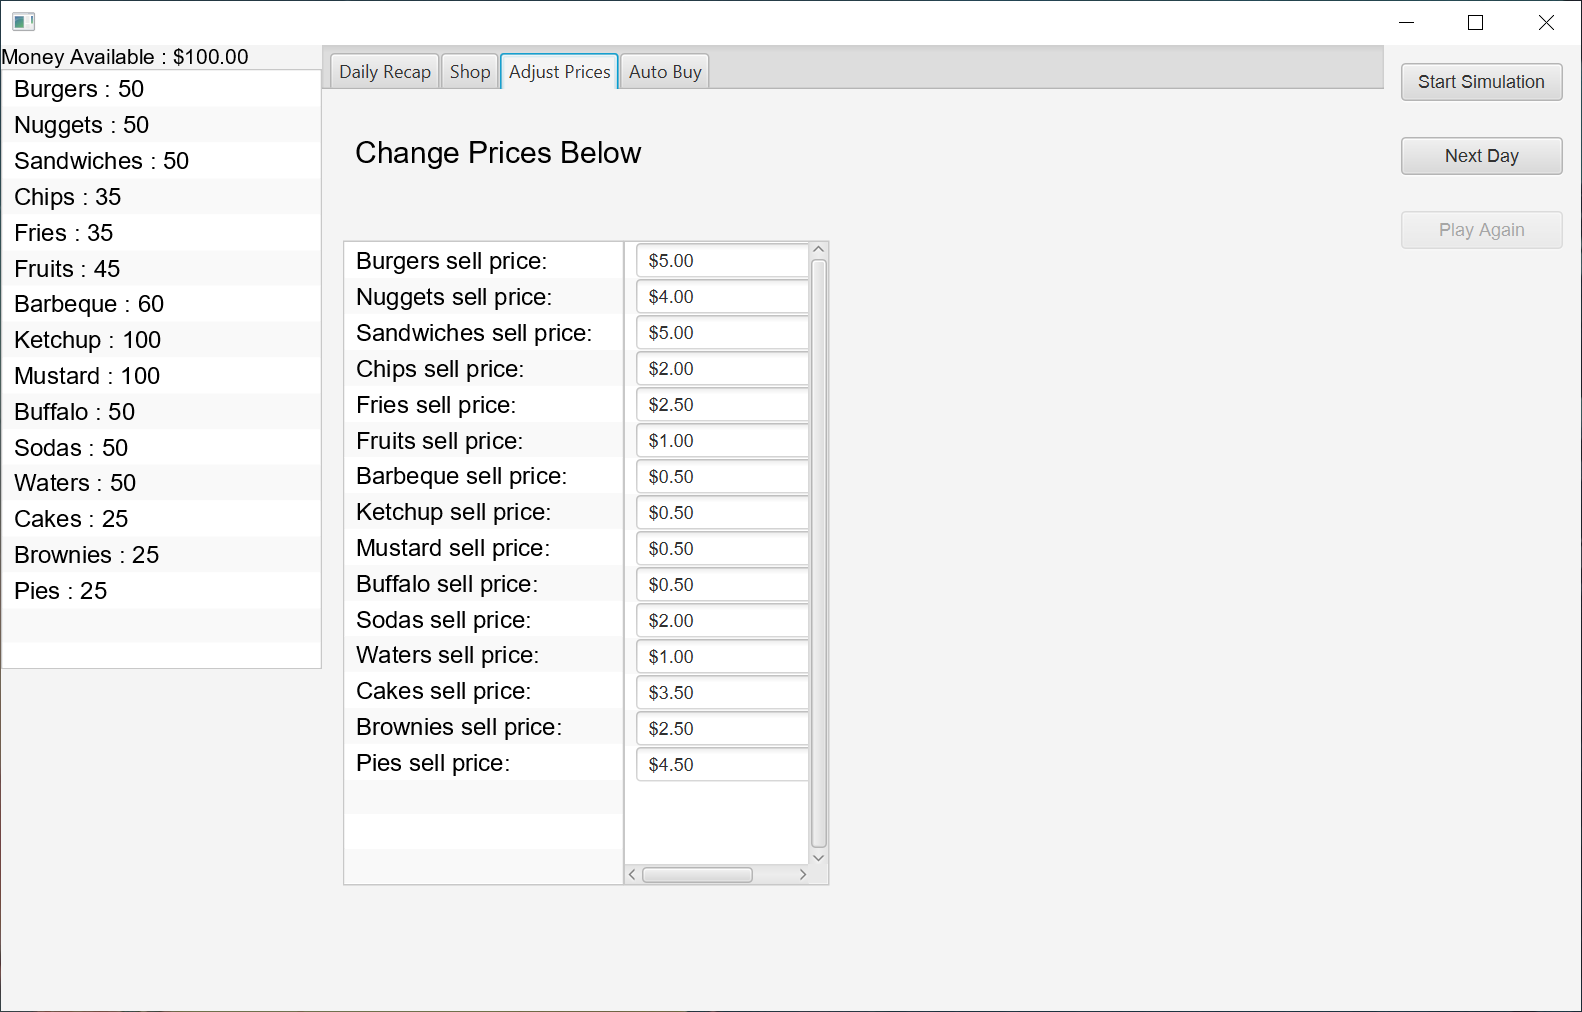 Money Available : $100.00
Burgers : 50
Nuggets : 50
Sandwiches : 50
Chips : 35
Fries : 35
Fruits : 45
Barbeque : 60
Ketchup : 100
Mustard : 100
Buffalo : 50
Sodas : 50
Waters : 50
Cakes : 25
Brownies : 25
Pies : 25
Daily Recap Shop Adjust Prices Auto Buy
Change Prices Below
Burgers sell price: $5.00
Nuggets sell price: $4.00
Sandwiches sell price: $5.00
Chips sell price: $2.00
Fries sell price: $2.50
Fruits sell price: $1.00
Barbeque sell price: $0.50
Ketchup sell price: $0.50
Mustard sell price: $0.50
Buffalo sell price: $0.50
Sodas sell price: $2.00
Waters sell price: $1.00
Cakes sell price: $3.50
Brownies sell price: $2.50
Pies sell price: $4.50
Start Simulation
Next Day
Play Again